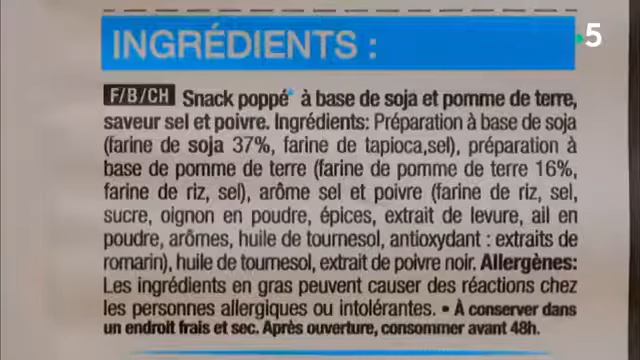 INGRÉDIENTS :
5
F/B/CH Snack poppé* à base de soja et pomme de terre,
saveur sel et poivre. Ingrédients: Préparation à base de soja
(farine de soja 37%, farine de tapioca,sel), préparation à
base de pomme de terre (farine de pomme de terre 16%,
farine de riz, sel), arôme sel et poivre (farine de riz, sel,
sucre, oignon en poudre, épices, extrait de levure, ail en
poudre, arômes, huile de tournesol, antioxydant : extraits de
romarin), huile de tournesol, extrait de poivre noir. Allergènes:
Les ingrédients en gras peuvent causer des réactions chez
les personnes allergiques ou intolérantes. • À conserver dans
un endroit frais et sec. Après ouverture, consommer avant 48h.